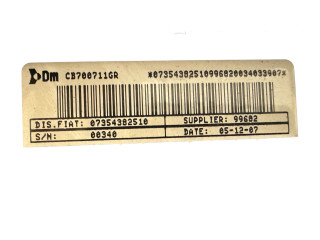 Dm CB700711GR *07354382510996820034033907*
DIS.FIAT: 07354382510 SUPPLIER: 99682
S/N: 00340 DATE: 05-12-07